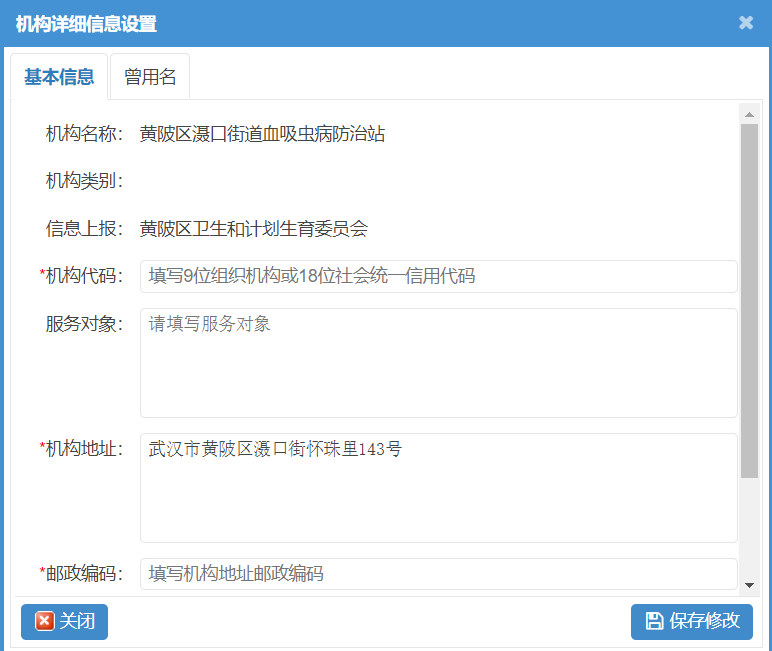 机构详细信息设置
基本信息 曾用名
机构名称： 黄陂区滠口街道血吸虫病防治站
机构类别：
信息上报： 黄陂区卫生和计划生育委员会
*机构代码： 填写9位组织机构或18位社会统一信用代码
服务对象： 请填写服务对象
*机构地址： 武汉市黄陂区滠口街怀珠里143号
*邮政编码： 填写机构地址邮政编码
关闭 保存修改